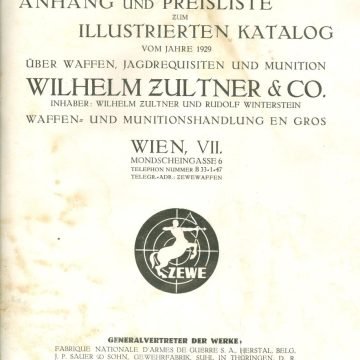 ANHANG UND PREISLISTE
ZUM
ILLUSTRIERTEN KATALOG
VOM JAHRE 1929
ÜBER WAFFEN, JAGDREQUISITEN UND MUNITION
WILHELM ZULTNER & CO.
INHABER: WILHELM ZULTNER UND RUDOLF WINTERSTEIN
WAFFEN- UND MUNITIONSHANDLUNG EN GROS
WIEN, VII.
MONDSCHEINGASSE 6
TELEPHON NUMMER B 33-1-47
TELEGR.-ADR.: ZEWEWAFFEN
ZEWE
GENERALVERTRETER DER WERKE:
FABRIQUE NATIONALE D'ARMES DE GUERRE S. A., HERSTAL, BELG.
J. P. SAUER & SOHN, GEWEHRFABRIK, SUHL IN THÜRINGEN, D. R.